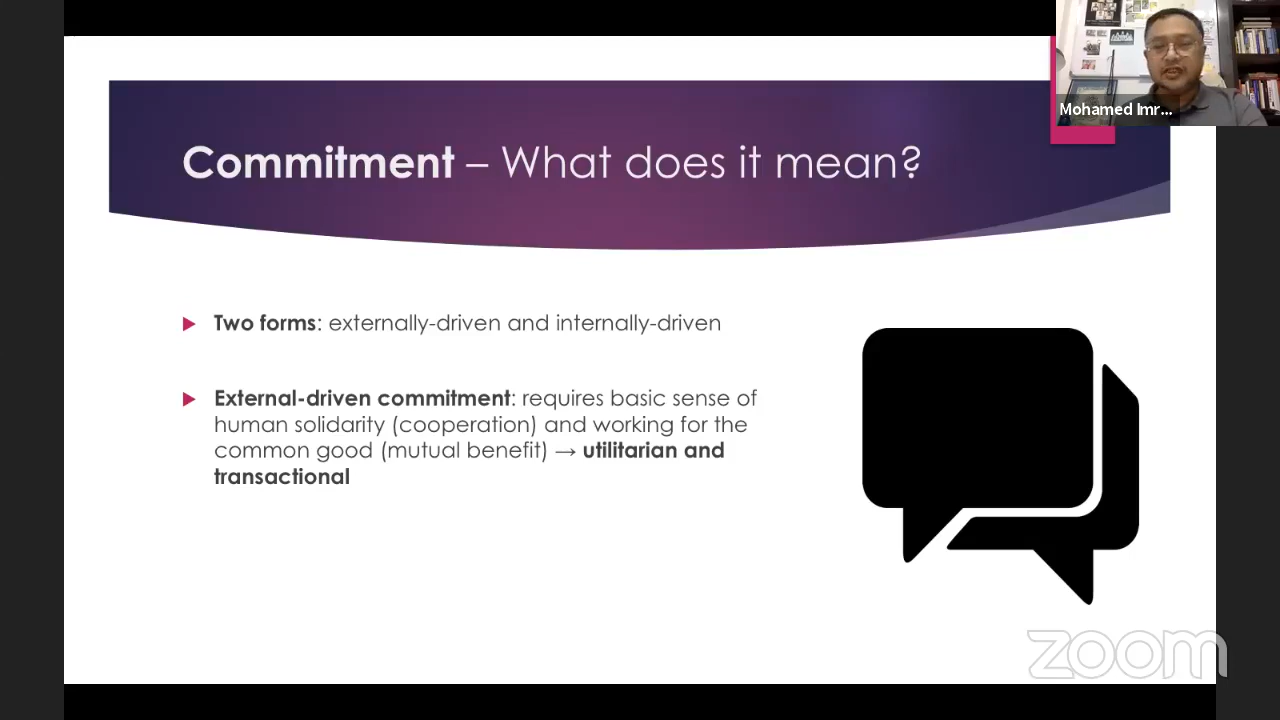 Mohamed Imr...
Commitment – What does it mean?
Two forms: externally-driven and internally-driven
External-driven commitment: requires basic sense of
human solidarity (cooperation) and working for the
common good (mutual benefit) → utilitarian and
transactional
zoom